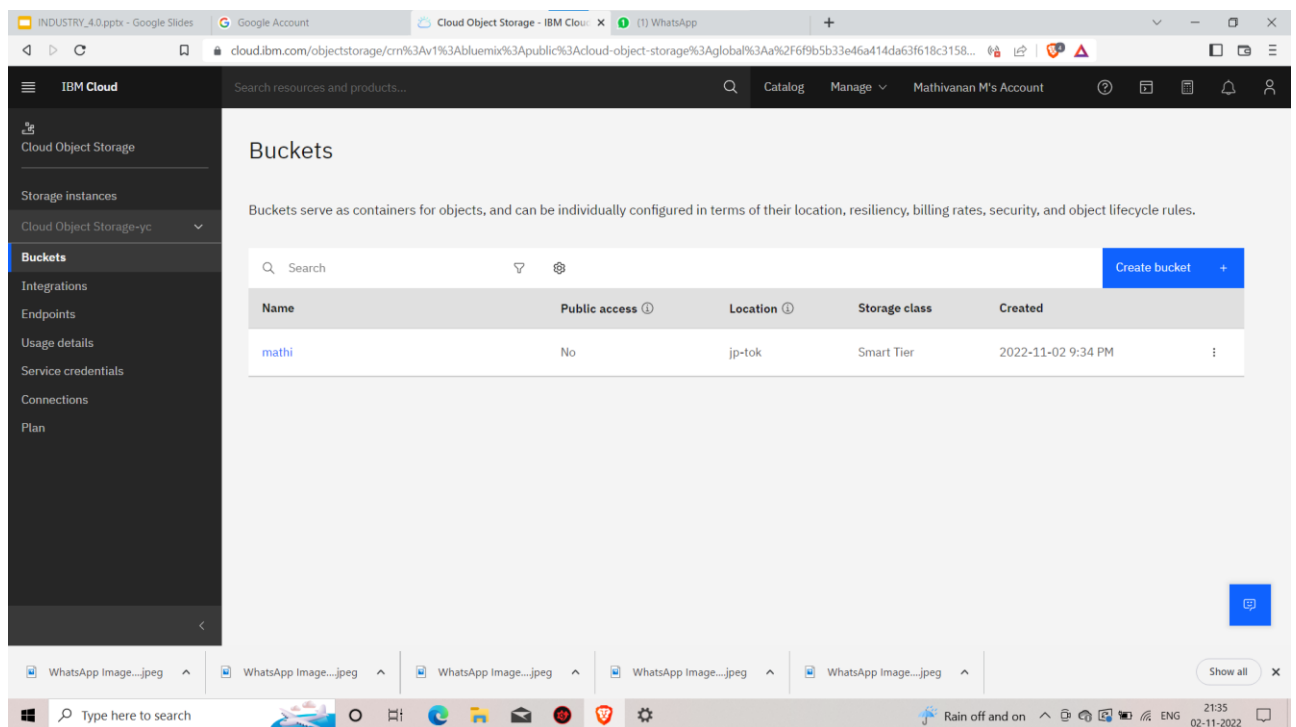 INDUSTRY_4.0.pptx - Google Slides
Google Account
Cloud Object Storage - IBM Clou
(1) WhatsApp
cloud.ibm.com/objectstorage/crn%3Av1%3Abluemix%3Apublic%3Acloud-object-storage%3Aglobal%3Aa%2F6f9b5b33e46a414da63f618c3158...
IBM Cloud
Search resources and products...
Catalog
Manage
Mathivanan M's Account
Cloud Object Storage
Storage instances
Cloud Object Storage-yc
Buckets
Integrations
Endpoints
Usage details
Service credentials
Connections
Plan
Buckets
Buckets serve as containers for objects, and can be individually configured in terms of their location, resiliency, billing rates, security, and object lifecycle rules.
Search
Create bucket +
Name Public access Location Storage class Created
mathi No jp-tok Smart Tier 2022-11-02 9:34 PM
WhatsApp Image....jpeg
WhatsApp Image....jpeg
WhatsApp Image....jpeg
WhatsApp Image....jpeg
WhatsApp Image....jpeg
Show all
Type here to search
Rain off and on
ENG
21:35
02-11-2022